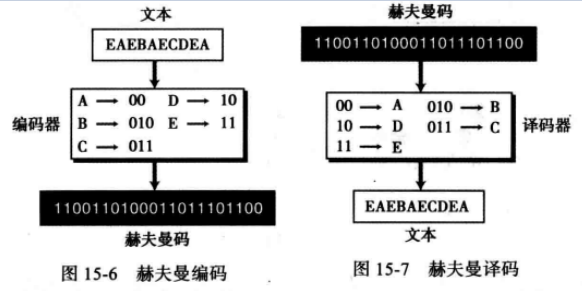 文本
EAEBAECDEA
编码器
A → 00 D → 10
B → 010 E → 11
C → 011
1100110100011011101100
赫夫曼码
图 15-6 赫夫曼编码
赫夫曼码
1100110100011011101100
00 → A 010 → B
10 → D 011 → C
11 → E
译码器
EAEBAECDEA
文本
图 15-7 赫夫曼译码